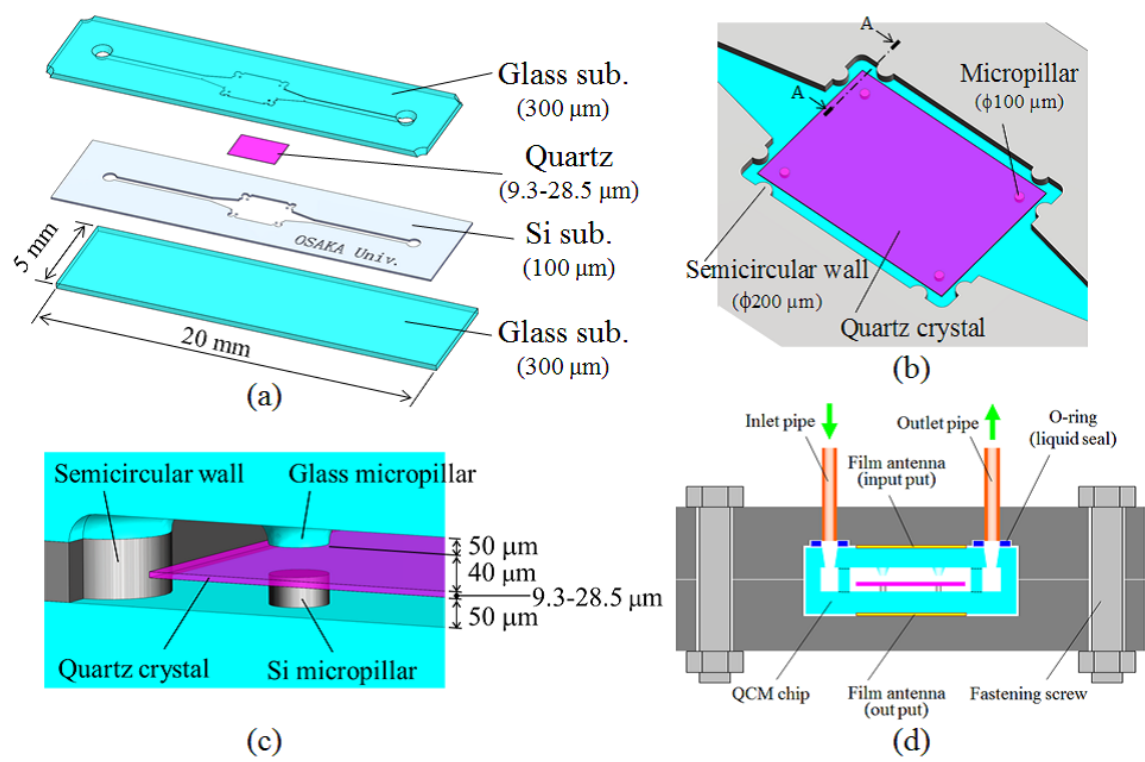 Glass sub.
(300 μm)
Quartz
(9.3-28.5 μm)
Si sub.
(100 μm)
OSAKA Univ.
5 mm
20 mm
Glass sub.
(300 μm)
(a)
A
A
Micropillar
(ϕ100 μm)
Semicircular wall
(ϕ200 μm)
Quartz crystal
(b)
Semicircular wall
Glass micropillar
50 μm
40 μm
9.3-28.5 μm
50 μm
Quartz crystal
Si micropillar
(c)
Inlet pipe
Outlet pipe
O-ring
(liquid seal)
Film antenna
(input put)
QCM chip
Film antenna
(out put)
Fastening screw
(d)